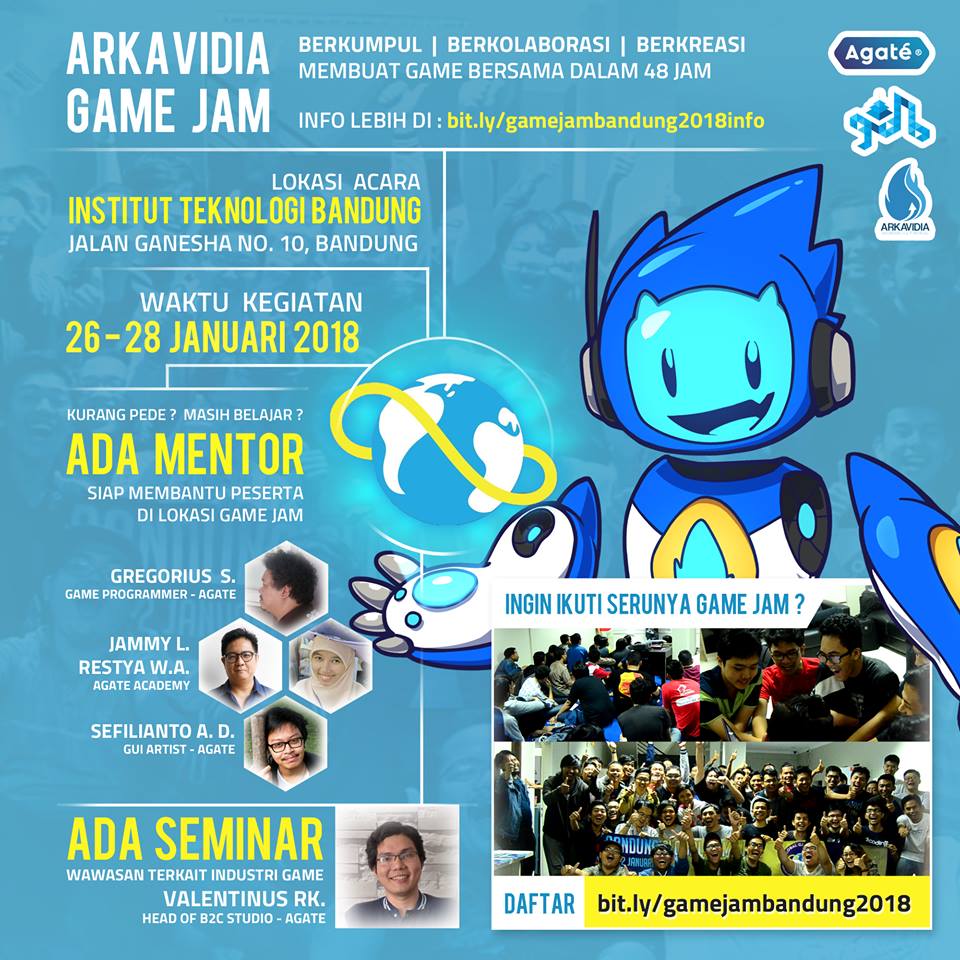 ARKAVIDIA
GAME JAM
BERKUMPUL | BERKOLABORASI | BERKREASI
MEMBUAT GAME BERSAMA DALAM 48 JAM
INFO LEBIH DI : bit.ly/gamejambandung2018info
Agaté®
ARKAVIDIA
LOKASI ACARA
INSTITUT TEKNOLOGI BANDUNG
JALAN GANESHA NO. 10, BANDUNG
WAKTU KEGIATAN
26-28 JANUARI 2018
KURANG PEDE ? MASIH BELAJAR ?
ADA MENTOR
SIAP MEMBANTU PESERTA
DI LOKASI GAME JAM
GREGORIUS S.
GAME PROGRAMMER - AGATE
JAMMY L.
RESTYA W.A.
AGATE ACADEMY
SEFILIANTO A. D.
GUI ARTIST - AGATE
ADA SEMINAR
WAWASAN TERKAIT INDUSTRI GAME
VALENTINUS RK.
HEAD OF B2C STUDIO - AGATE
INGIN IKUTI SERUNYA GAME JAM ?
DAFTAR
bit.ly/gamejambandung2018